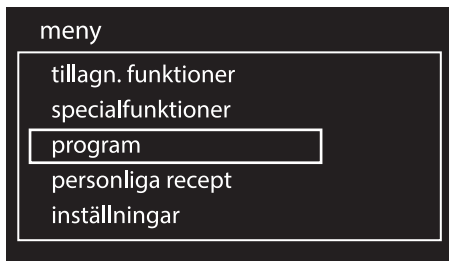 meny
tillagn. funktioner
specialfunktioner
program
personliga recept
inställningar